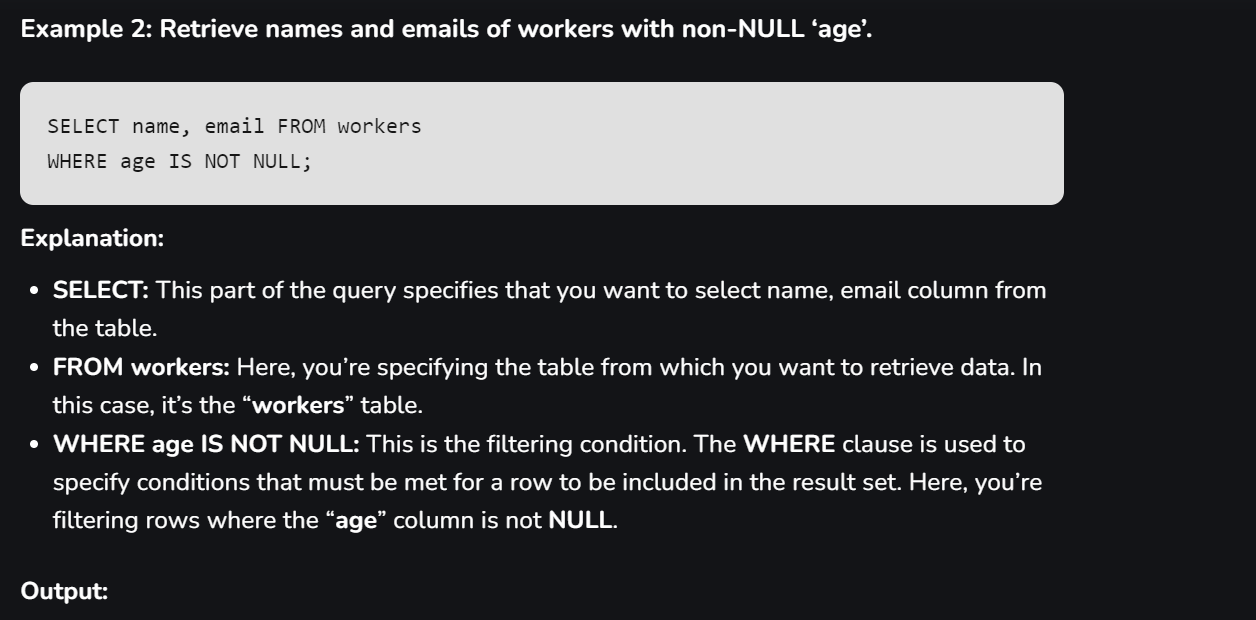 Example 2: Retrieve names and emails of workers with non-NULL ‘age’.
SELECT name, email FROM workers
WHERE age IS NOT NULL;
Explanation:
• SELECT: This part of the query specifies that you want to select name, email column from
the table.
• FROM workers: Here, you’re specifying the table from which you want to retrieve data. In
this case, it’s the “workers” table.
• WHERE age IS NOT NULL: This is the filtering condition. The WHERE clause is used to
specify conditions that must be met for a row to be included in the result set. Here, you’re
filtering rows where the “age” column is not NULL.
Output: